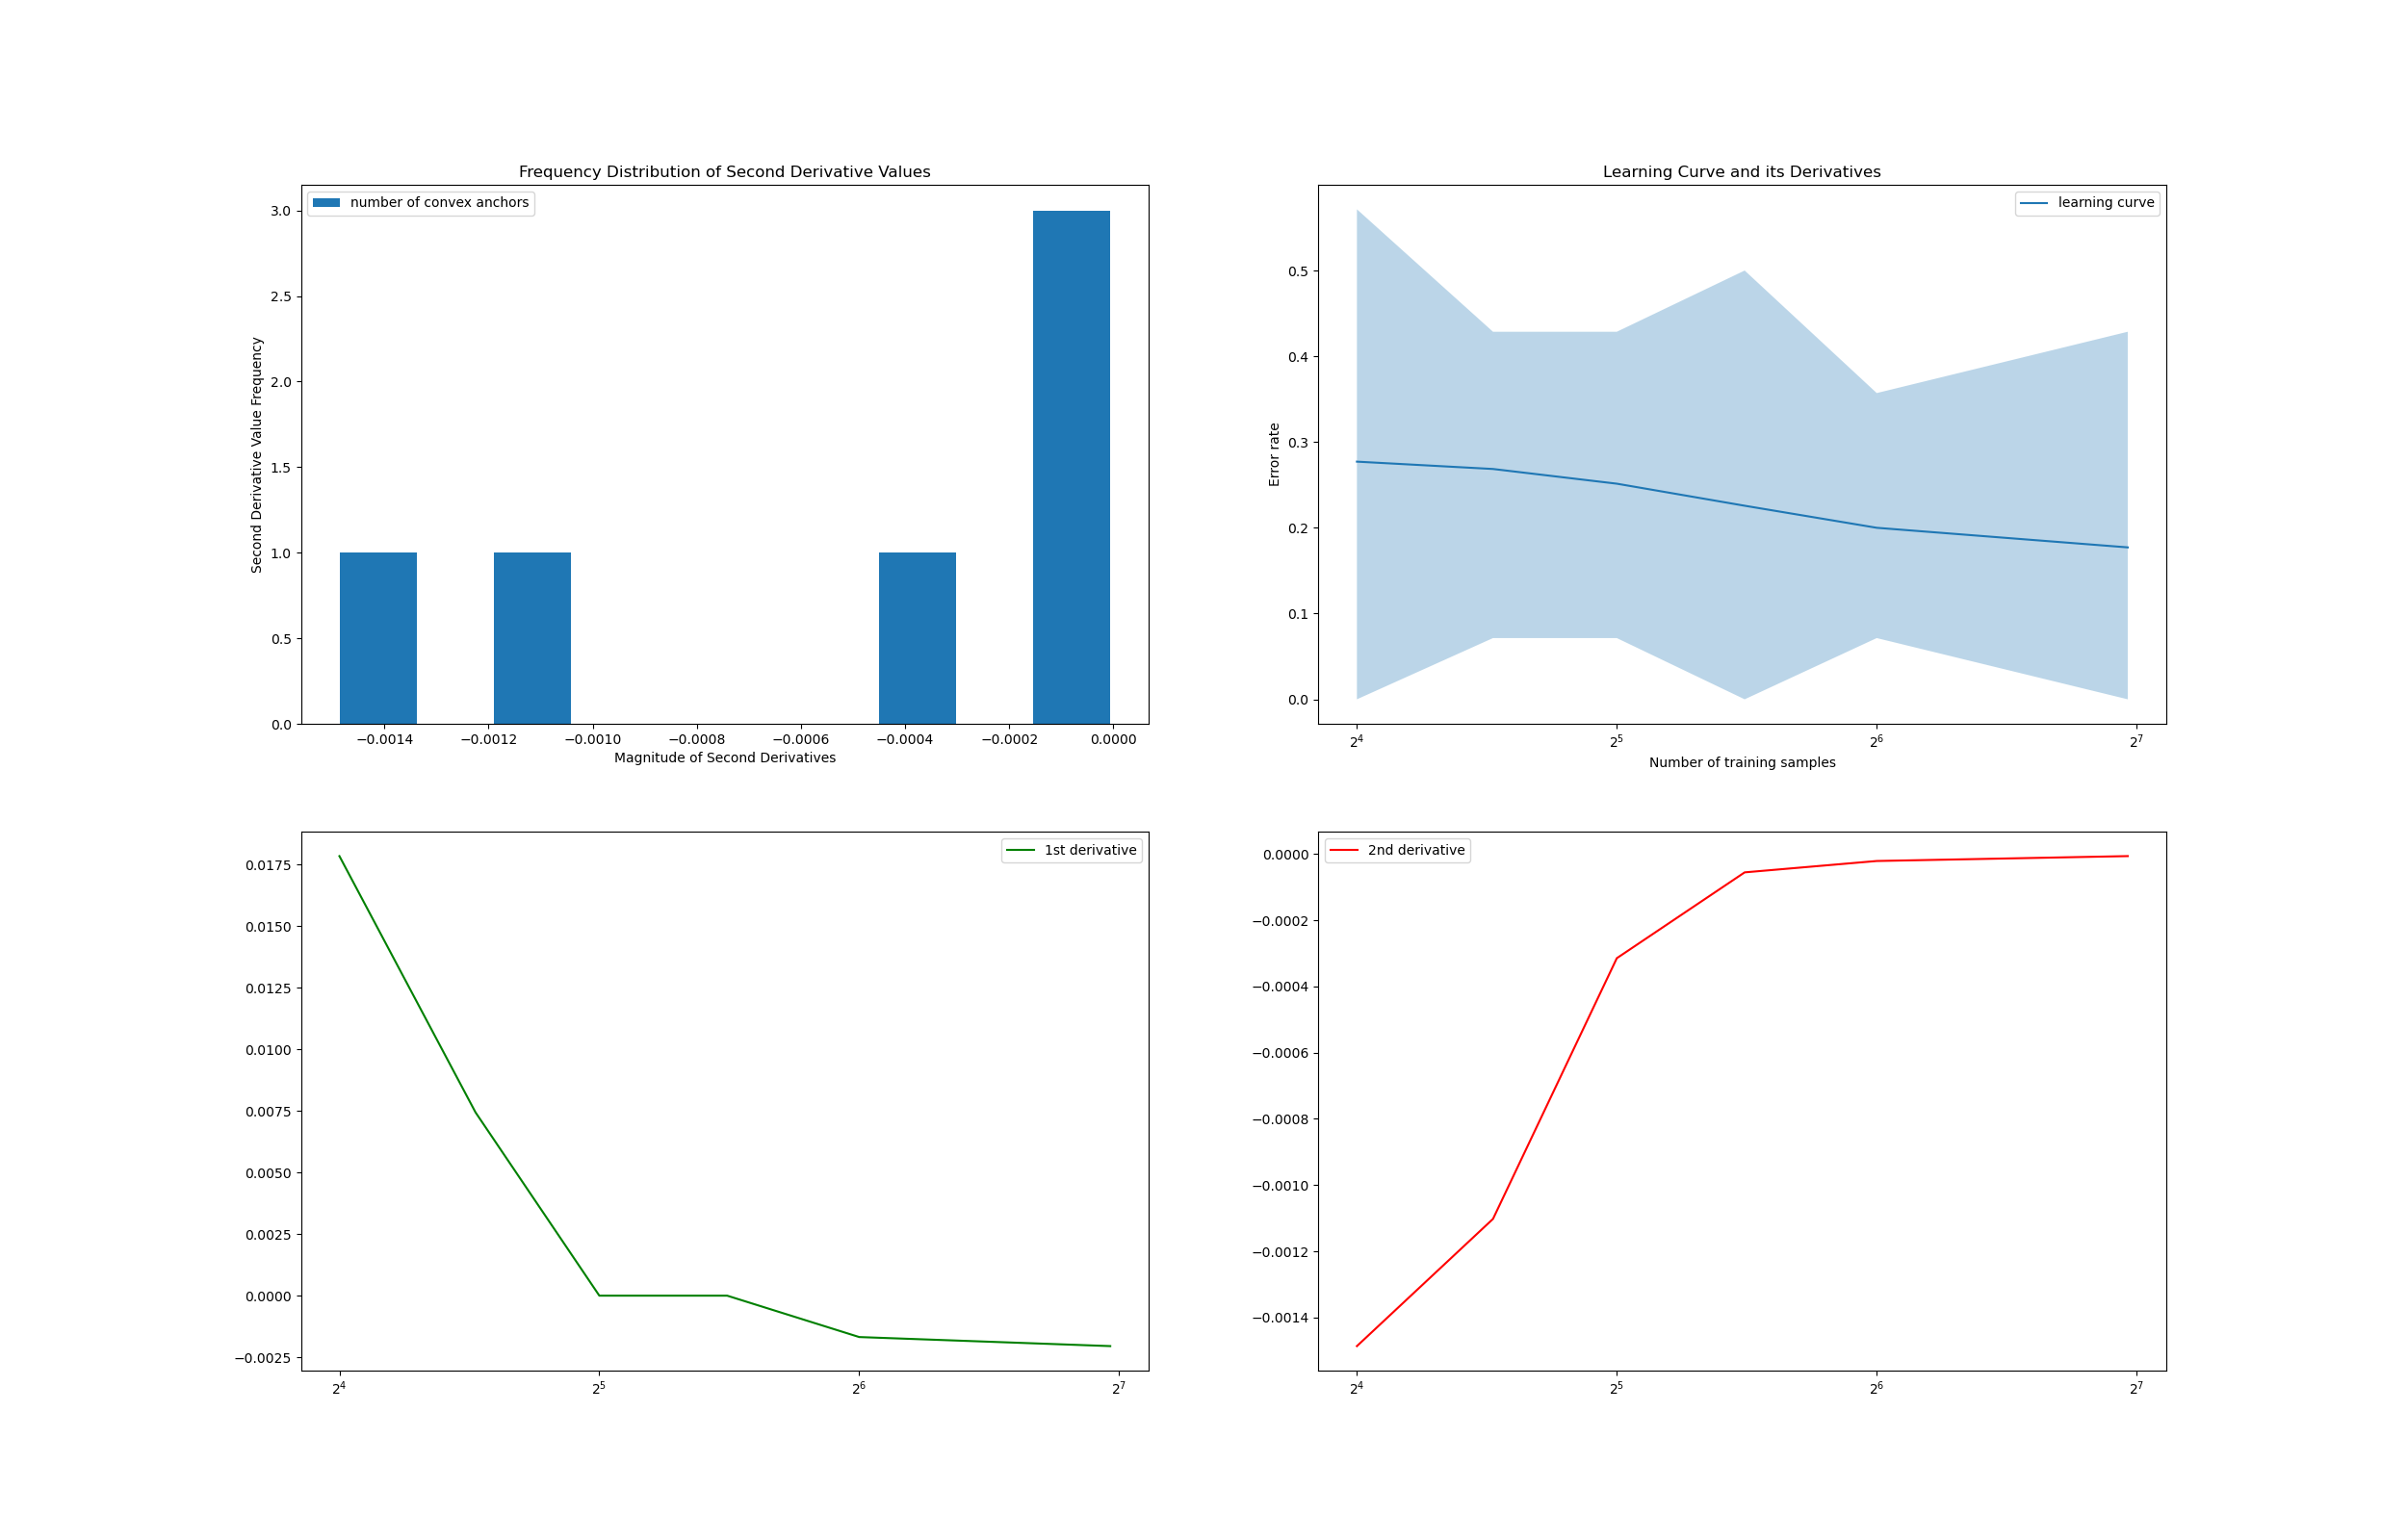 Frequency Distribution of Second Derivative Values
number of convex anchors
Second Derivative Value Frequency
3.0
2.5
2.0
1.5
1.0
0.5
0.0
−0.0014 −0.0012 −0.0010 −0.0008 −0.0006 −0.0004 −0.0002 0.0000
Magnitude of Second Derivatives
Learning Curve and its Derivatives
learning curve
Error rate
0.5
0.4
0.3
0.2
0.1
0.0
2⁴ 2⁵ 2⁶ 2⁷
Number of training samples
1st derivative
0.0175
0.0150
0.0125
0.0100
0.0075
0.0050
0.0025
0.0000
−0.0025
2⁴ 2⁵ 2⁶ 2⁷
2nd derivative
0.0000
−0.0002
−0.0004
−0.0006
−0.0008
−0.0010
−0.0012
−0.0014
2⁴ 2⁵ 2⁶ 2⁷